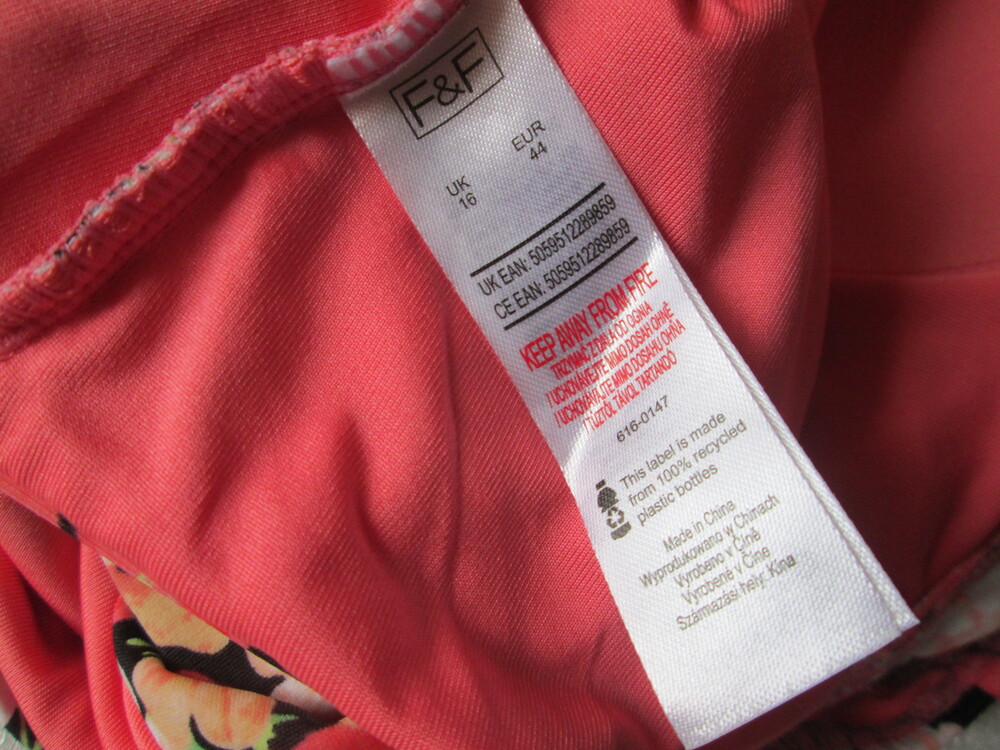 F&F
UK
16
EUR
44
UK EAN: 5059512289859
CE EAN: 5059512289859
KEEP AWAY FROM FIRE
TRZYMAĆ Z DALA OD OGNIA
/ UCHOVÁVEJTE MIMO DOSAH OHNĚ
/ UCHOVÁVAJTE MIMO DOSAHU OHŇA
/ TŰZTŐL TÁVOL TARTANDÓ
616-0147
This label is made
from 100% recycled
plastic bottles
Made in China
Wyprodukowano w Chinach
Vyrobeno v Číně
Vyrobené v Číne
Származási hely: Kína